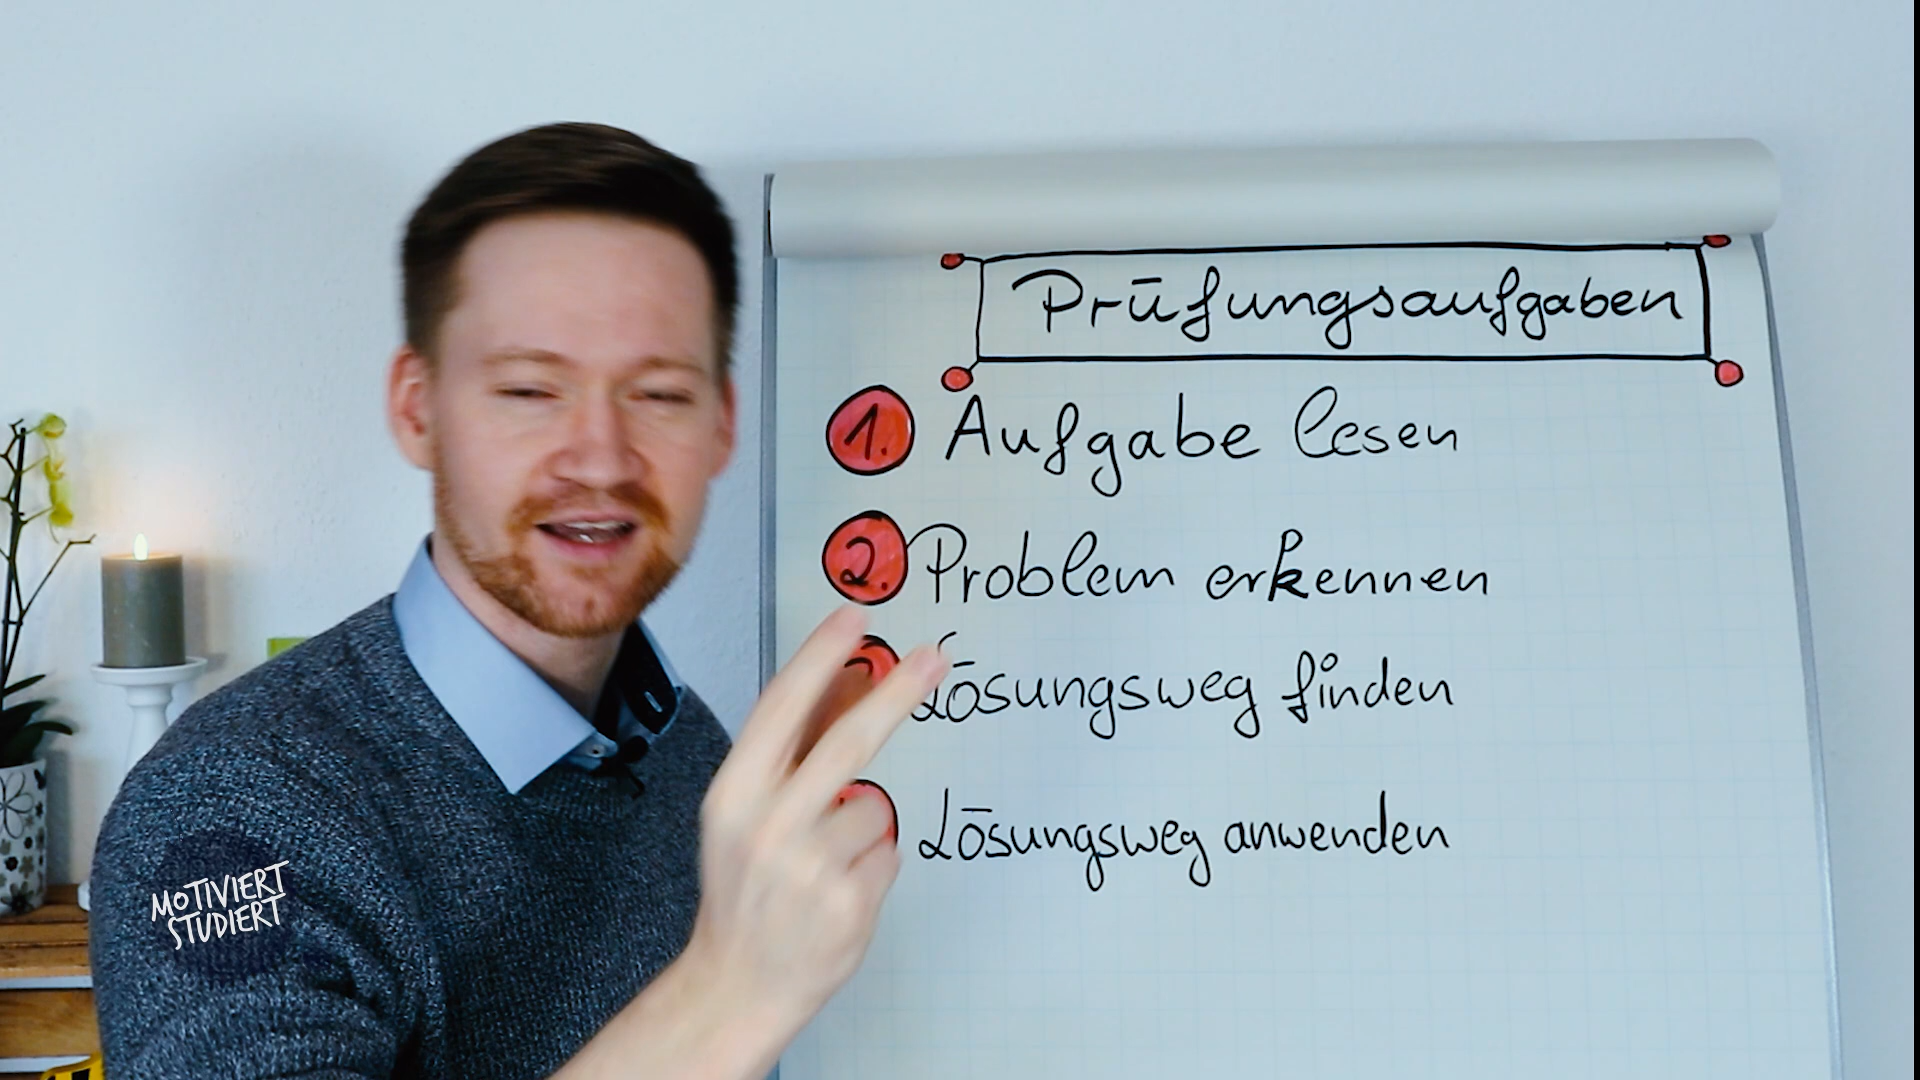 Prüfungsaufgaben
1. Aufgabe lesen
2. Problem erkennen
Lösungsweg finden
Lösungsweg anwenden
MOTIVIERT
STUDIERT